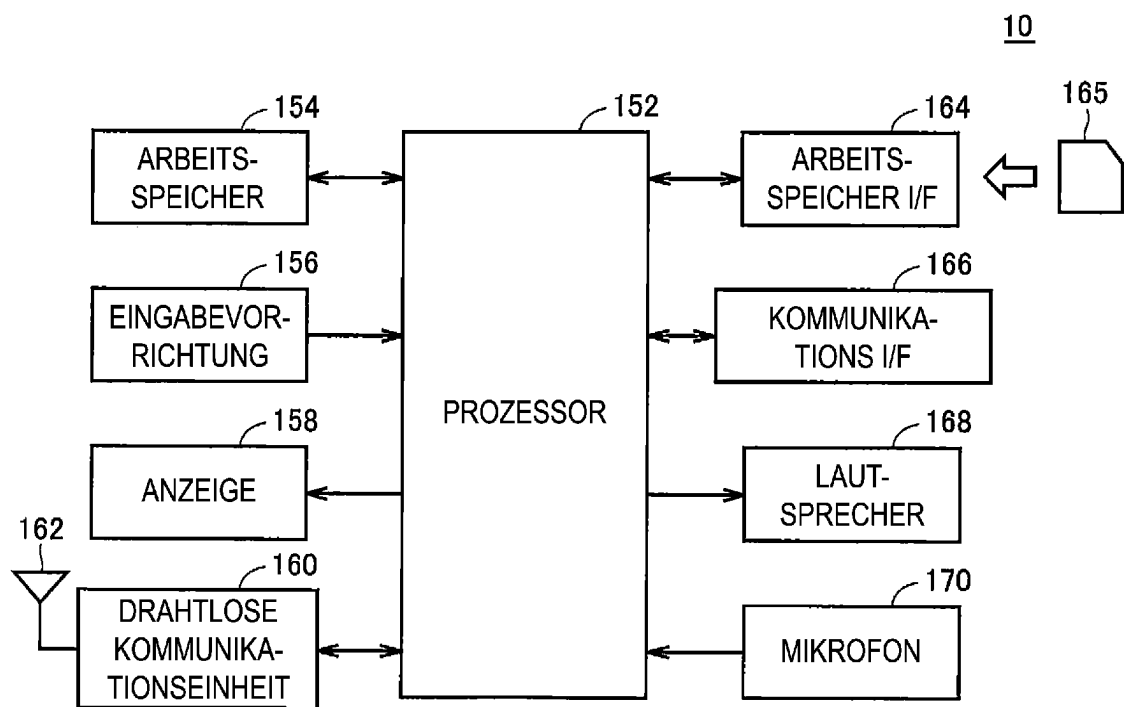 10
154
ARBEITS-
SPEICHER
152
PROZESSOR
164
ARBEITS-
SPEICHER I/F
165
156
EINGABEVOR-
RICHTUNG
166
KOMMUNIKA-
TIONS I/F
158
ANZEIGE
168
LAUT-
SPRECHER
162
160
DRAHTLOSE
KOMMUNIKA-
TIONSEINHEIT
170
MIKROFON